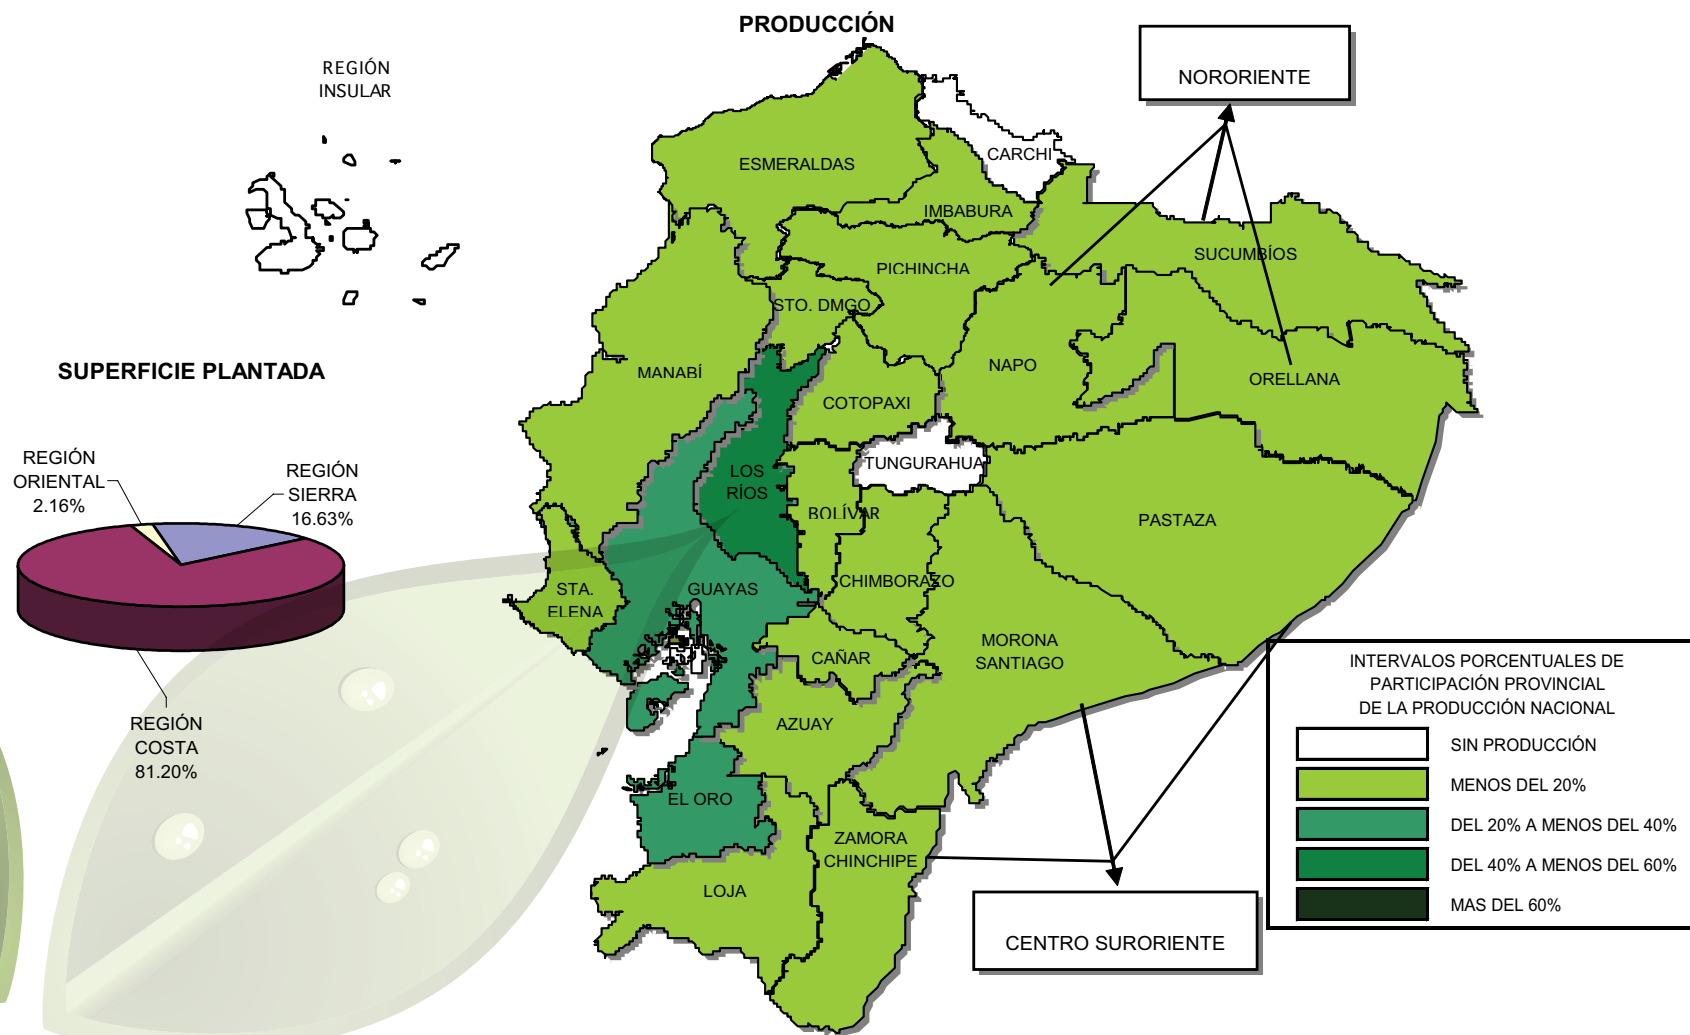 PRODUCCIÓN
REGIÓN
INSULAR
NORORIENTE
CARCHI
ESMERALDAS
IMBABURA
SUCUMBÍOS
PICHINCHA
STO. DMGO
NAPO
ORELLANA
MANABÍ
COTOPAXI
TUNGURAHUA
LOS
RÍOS
BOLÍVAR
PASTAZA
CHIMBORAZO
STA.
ELENA
GUAYAS
MORONA
SANTIAGO
CAÑAR
AZUAY
EL ORO
ZAMORA
CHINCHIPE
LOJA
CENTRO SURORIENTE
SUPERFICIE PLANTADA
REGIÓN
ORIENTAL
2.16%
REGIÓN
SIERRA
16.63%
REGIÓN
COSTA
81.20%
INTERVALOS PORCENTUALES DE
PARTICIPACIÓN PROVINCIAL
DE LA PRODUCCIÓN NACIONAL
SIN PRODUCCIÓN
MENOS DEL 20%
DEL 20% A MENOS DEL 40%
DEL 40% A MENOS DEL 60%
MAS DEL 60%